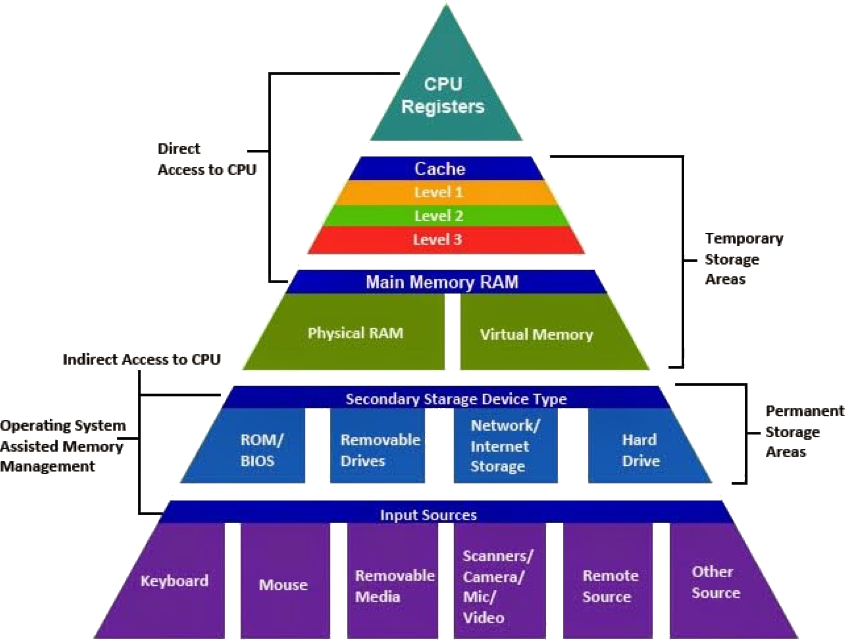 CPU
Registers
Direct
Access to CPU
Cache
Level 1
Level 2
Level 3
Temporary
Storage
Areas
Main Memory RAM
Physical RAM
Virtual Memory
Indirect Access to CPU
Secondary Starage Device Type
Operating System
Assisted Memory
Management
ROM/
BIOS
Removable
Drives
Network/
Internet
Storage
Hard
Drive
Permanent
Storage
Areas
Input Sources
Keyboard
Mouse
Removable
Media
Scanners/
Camera/
Mic/
Video
Remote
Source
Other
Source